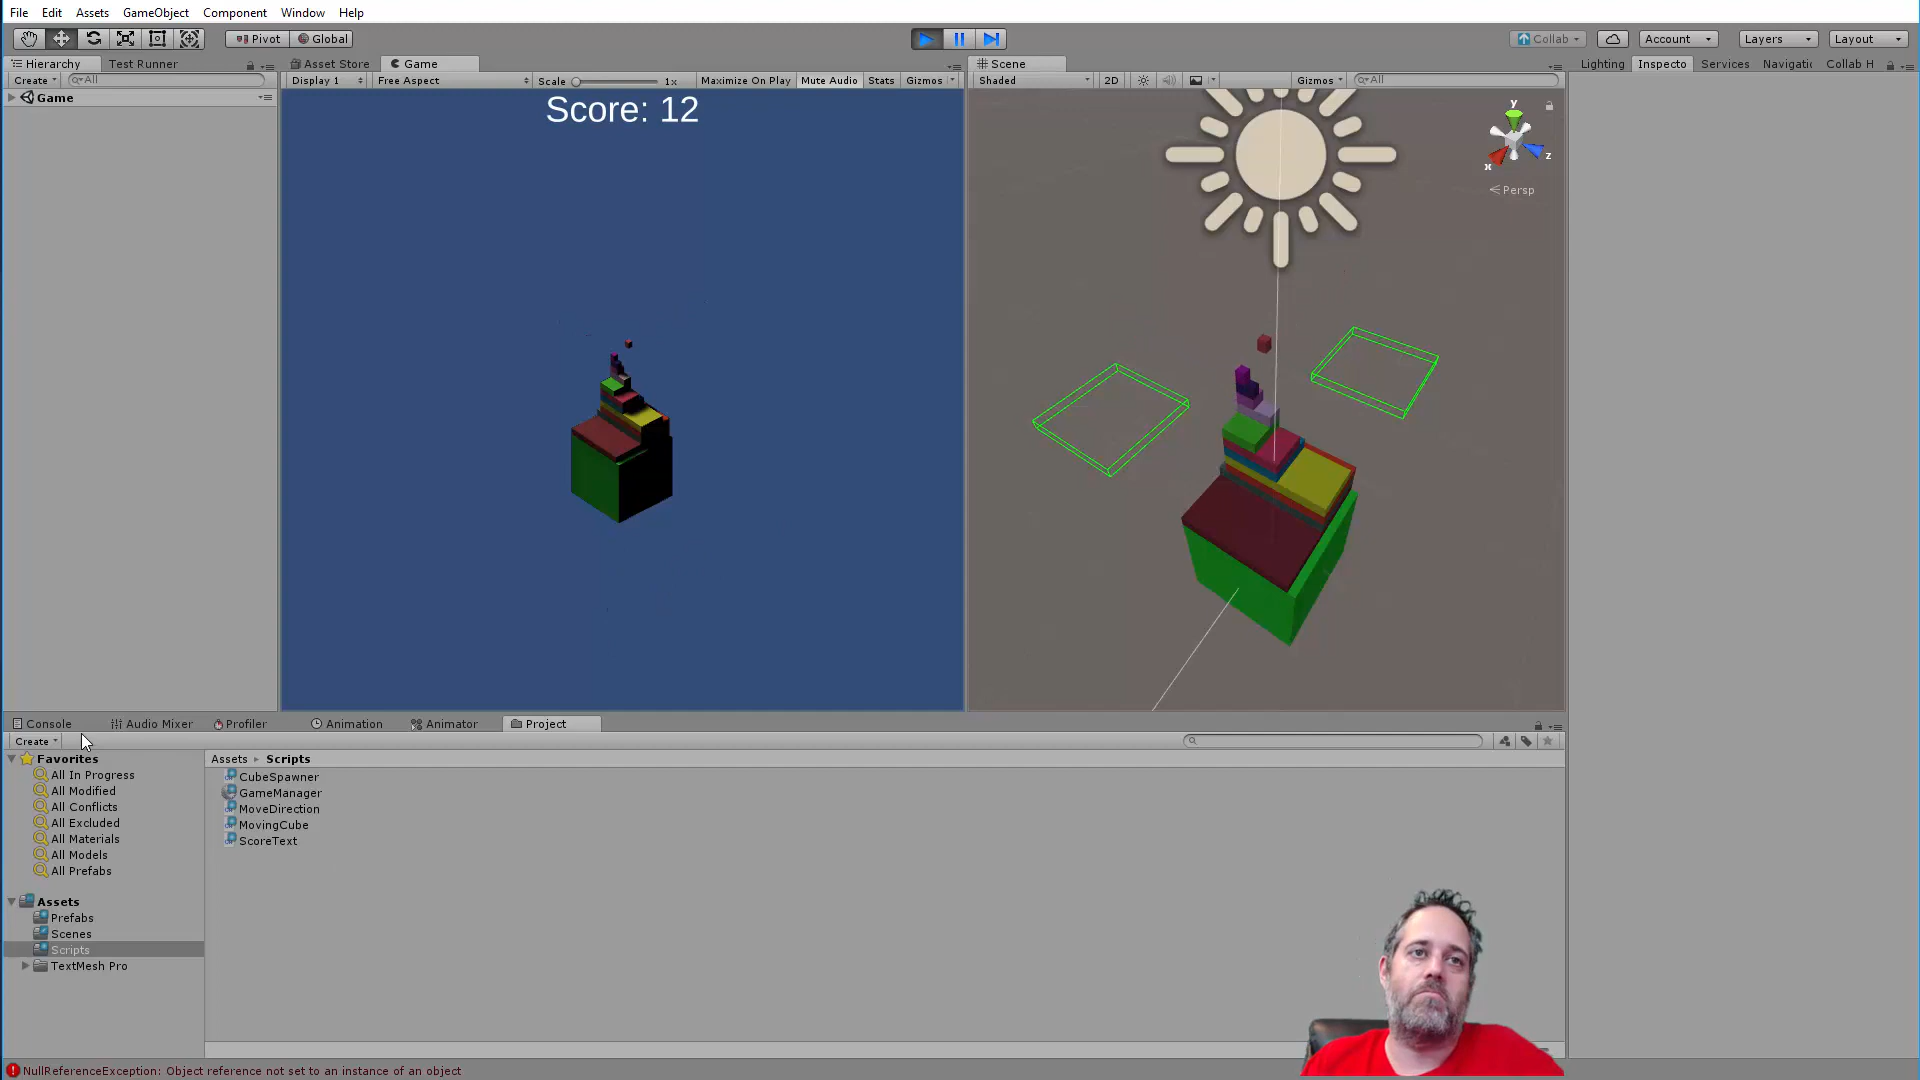 File Edit Assets GameObject Component Window Help
Pivot Global Collab Account Layers Layout
Hierarchy Test Runner Asset Store Game Scene Lighting Inspecto Services Navigatio Collab H
Create All Display 1 Free Aspect Scale 1x Maximize On Play Mute Audio Stats Gizmos Shaded 2D Gizmos All
Game
Score: 12
y
x
z
Persp
Console Audio Mixer Profiler Animation Animator Project
Create
Favorites
All In Progress
All Modified
All Conflicts
All Excluded
All Materials
All Models
All Prefabs
Assets
Prefabs
Scenes
Scripts
TextMesh Pro
Assets Scripts
CubeSpawner
GameManager
MoveDirection
MovingCube
ScoreText
NullReferenceException: Object reference not set to an instance of an object